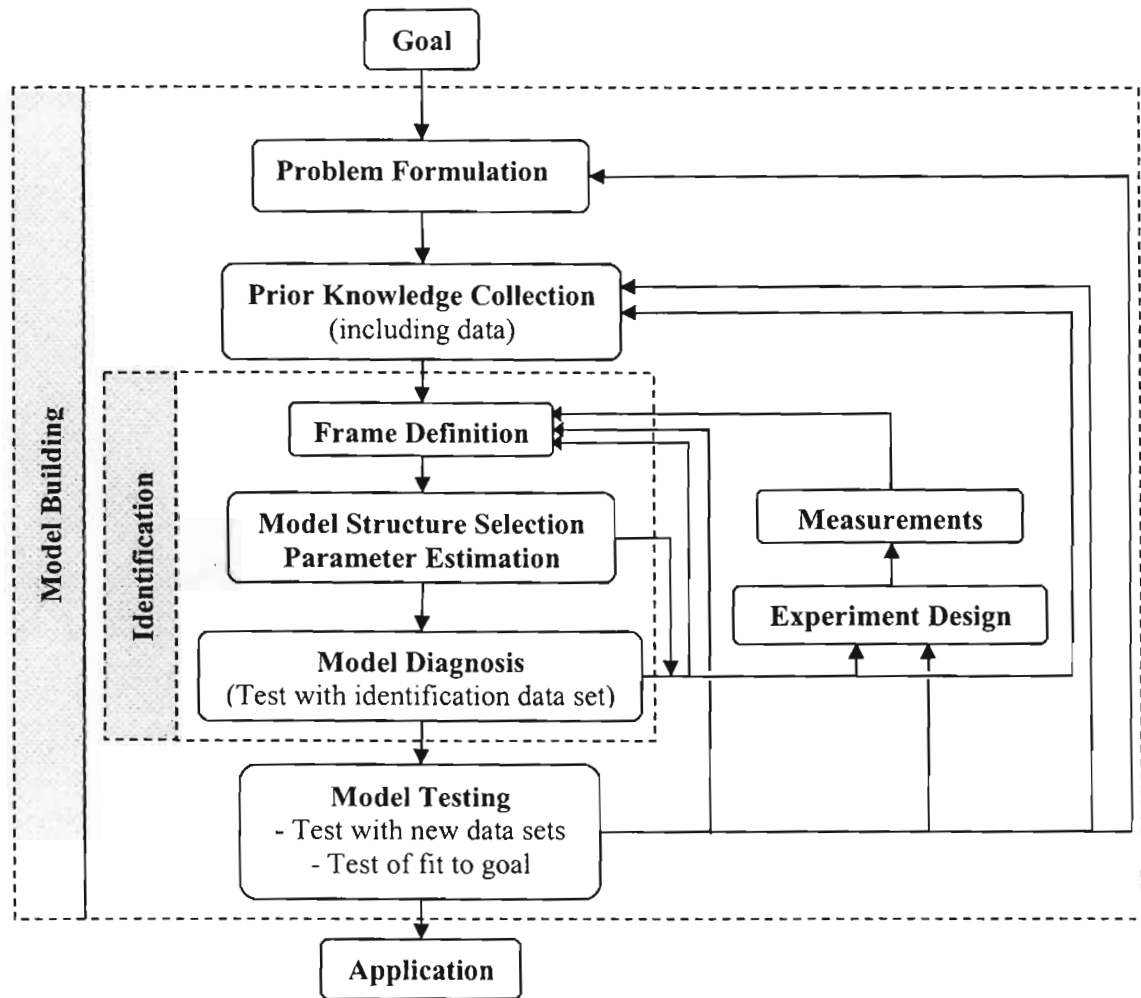 Goal
Problem Formulation
Prior Knowledge Collection
(including data)
Frame Definition
Model Structure Selection
Parameter Estimation
Model Diagnosis
(Test with identification data set)
Model Testing
- Test with new data sets
- Test of fit to goal
Application
Measurements
Experiment Design
Model Building
Identification